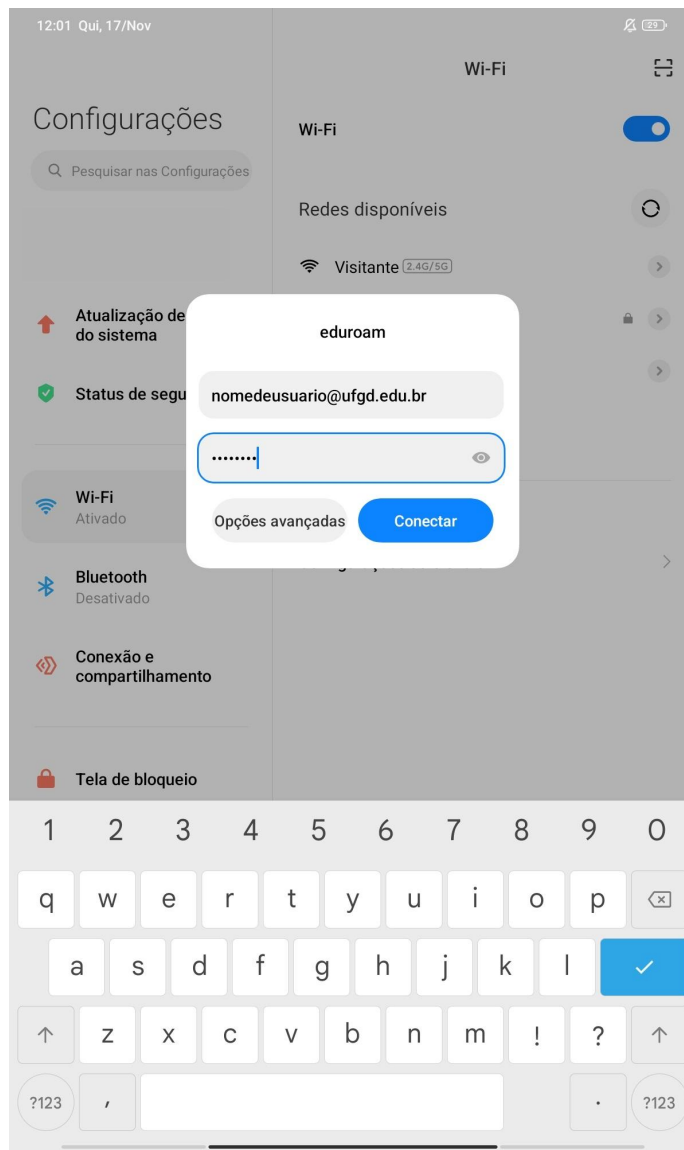 12:01 Qui, 17/Nov
29
Configurações
Pesquisar nas Configurações
Atualização de
do sistema
Status de segu
Wi-Fi
Ativado
Bluetooth
Desativado
Conexão e
compartilhamento
Tela de bloqueio
Wi-Fi
Wi-Fi
Redes disponíveis
Visitante 2.4G/5G
eduroam
nomedeusuario@ufgd.edu.br
••••••••
Opções avançadas
Conectar
1 2 3 4 5 6 7 8 9 0
q w e r t y u i o p
a s d f g h j k l
z x c v b n m ! ?
?123 , . ?123